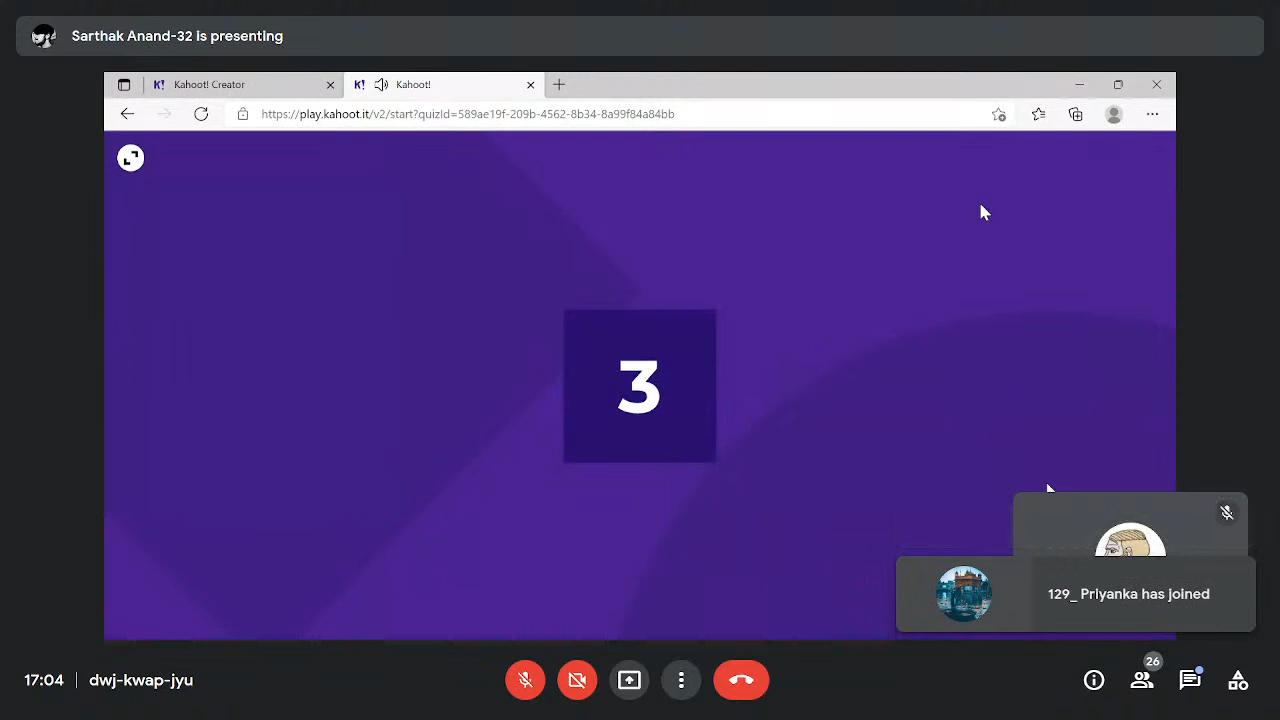 Sarthak Anand-32 is presenting
K! Kahoot! Creator
K! Kahoot!
https://play.kahoot.it/v2/start?quizId=589ae19f-209b-4562-8b34-8a99f84a84bb
3
129_ Priyanka has joined
17:04 | dwj-kwap-jyu
26